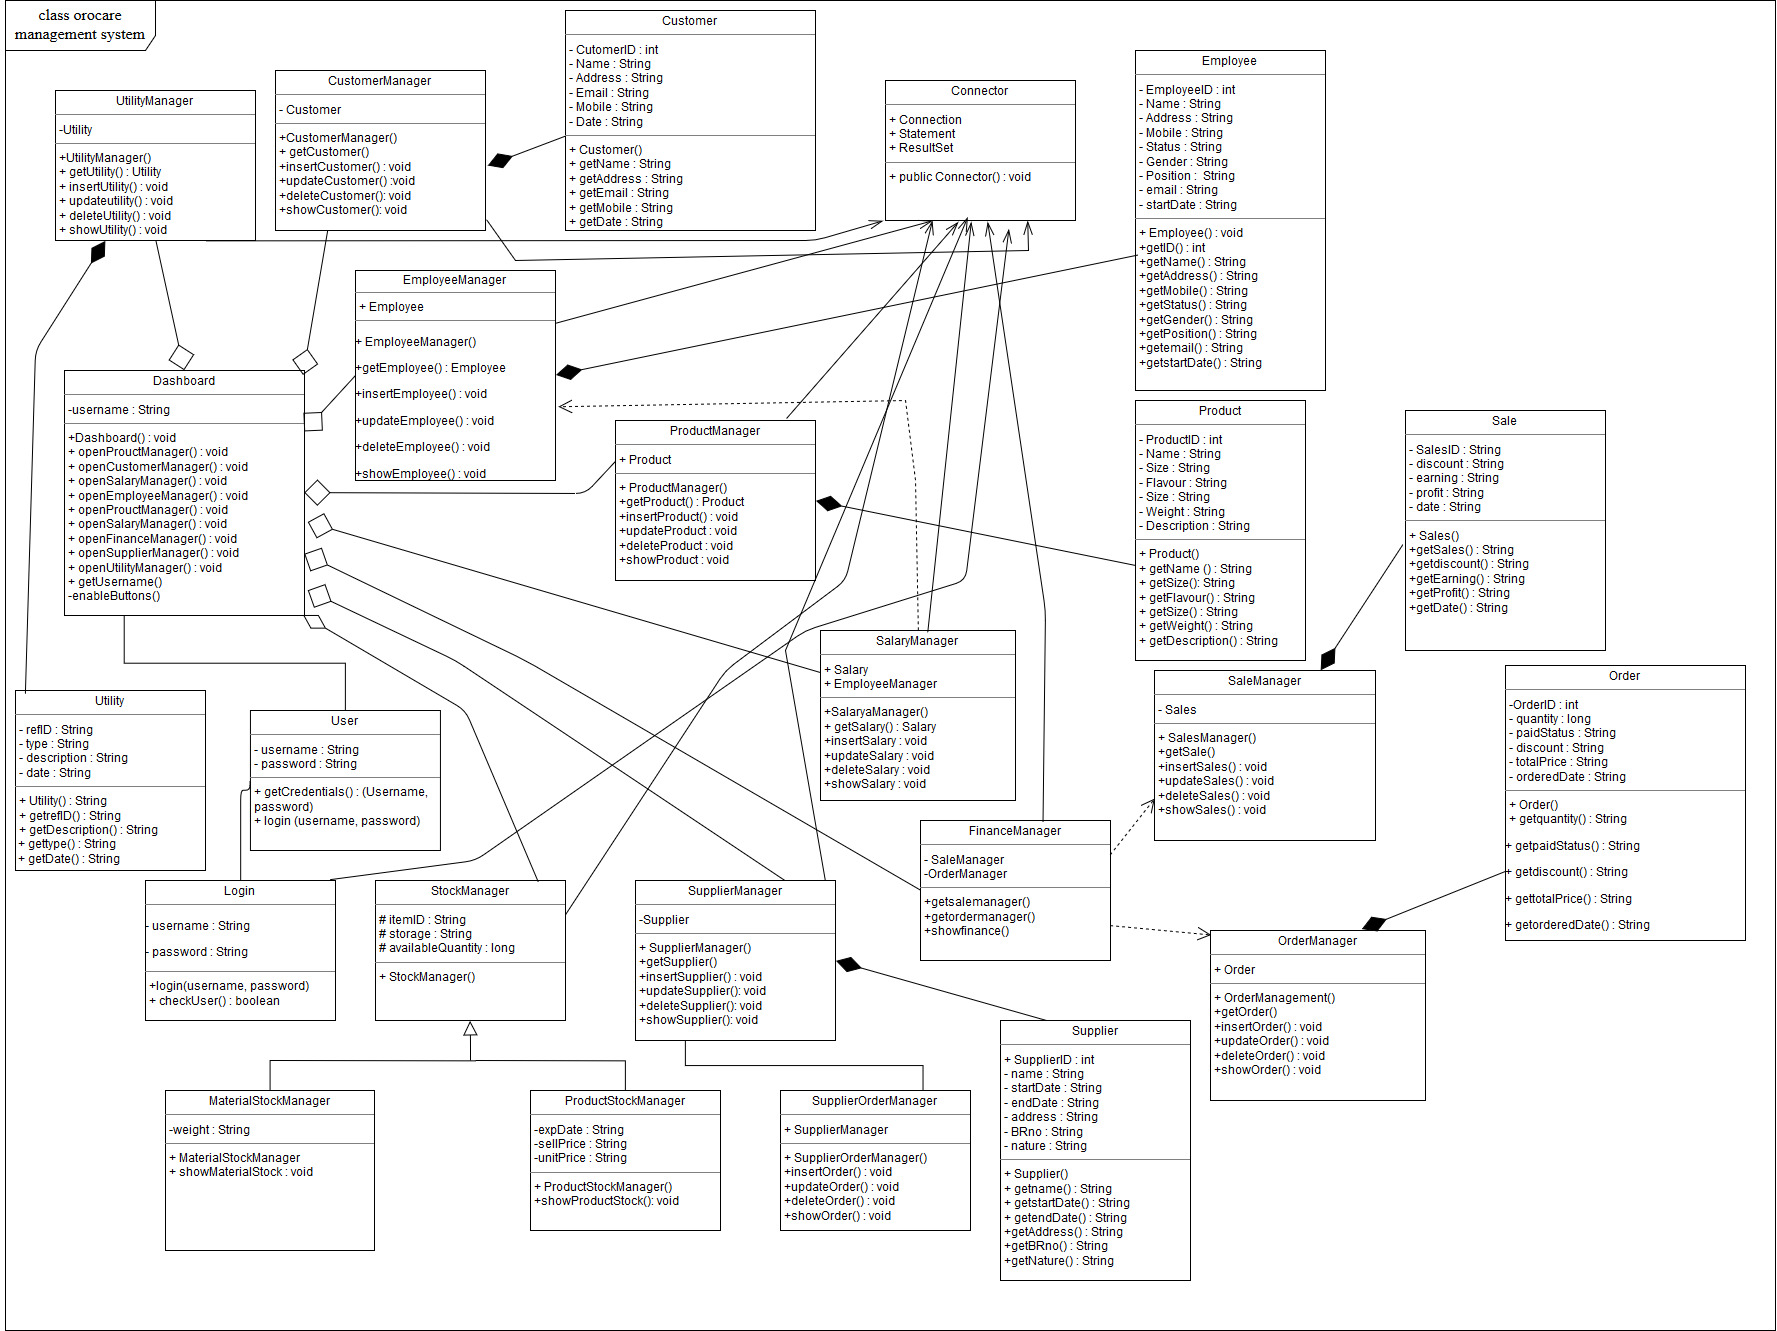 class orocare
management system
UtilityManager
-Utility
+UtilityManager()
+ getUtility() : Utility
+ insertUtility() : void
+ updateutility() : void
+ deleteUtility() : void
+ showUtility() : void
CustomerManager
- Customer
+CustomerManager()
+ getCustomer()
+insertCustomer() : void
+updateCustomer() :void
+deleteCustomer() : void
+showCustomer(): void
Customer
- CutomerID : int
- Name : String
- Address : String
- Email : String
- Mobile : String
- Date : String
+ Customer()
+ getName : String
+ getAddress : String
+ getEmail : String
+ getMobile : String
+ getDate : String
Connector
+ Connection
+ Statement
+ ResultSet
+ public Connector() : void
Employee
- EmployeeID : int
- Name : String
- Address : String
- Mobile : String
- Status : String
- Gender : String
- Position : String
- email : String
- startDate : String
+ Employee() : void
+getID() : int
+getName() : String
+getAddress() : String
+getMobile() : String
+getStatus() : String
+getGender() : String
+getPosition() : String
+getemail() : String
+getstartDate() : String
EmployeeManager
+ Employee
+ EmployeeManager()
+getEmployee() : Employee
+insertEmployee() : void
+updateEmployee() : void
+deleteEmployee() : void
+showEmployee() : void
Dashboard
-username : String
+Dashboard() : void
+ openProuctManager() : void
+ openCustomerManager() : void
+ openSalaryManager() : void
+ openEmployeeManager() : void
+ openProuctManager() : void
+ openSalaryManager() : void
+ openFinanceManager() : void
+ openSupplierManager() : void
+ openUtilityManager() : void
+ getUsername()
-enableButtons()
ProductManager
+ Product
+ ProductManager()
+getProduct() : Product
+insertProduct() : void
+updateProduct : void
+deleteProduct : void
+showProduct : void
Product
- ProductID : int
- Name : String
- Size : String
- Flavour : String
- Size : String
- Weight : String
- Description : String
+ Product()
+ getName () : String
+ getSize(): String
+ getFlavour() : String
+ getSize() : String
+ getWeight() : String
+ getDescription() : String
Sale
- SalesID : String
- discount : String
- earning : String
- profit : String
- date : String
+ Sales()
+getSales() : String
+getdiscount() : String
+getEarning() : String
+getProfit() : String
+getDate() : String
SalaryManager
+ Salary
+ EmployeeManager
+SalaryaManager()
+ getSalary() : Salary
+insertSalary : void
+updateSalary : void
+deleteSalary : void
+showSalary : void
SaleManager
- Sales
+ SalesManager()
+getSale()
+insertSales() : void
+updateSales() : void
+deleteSales() : void
+showSales() : void
Order
-OrderID : int
- quantity : long
- paidStatus : String
- discount : String
- totalPrice : String
- orderedDate : String
+ Order()
+ getquantity() : String
+ getpaidStatus() : String
+ getdiscount() : String
+ gettotalPrice() : String
+ getorderedDate() : String
Utility
- refID : String
- type : String
- description : String
- date : String
+ Utility() : String
+ getrefID() : String
+ getDescription() : String
+ gettype() : String
+ getDate() : String
User
- username : String
- password : String
+ getCredentials() : (Username,
password)
+ login (username, password)
FinanceManager
- SaleManager
-OrderManager
+getsalemanager()
+getordermanager()
+showfinance()
Login
- username : String
- password : String
+login(username, password)
+ checkUser() : boolean
StockManager
# itemID : String
# storage : String
# availableQuantity : long
+ StockManager()
SupplierManager
-Supplier
+ SupplierManager()
+getSupplier()
+insertSupplier() : void
+updateSupplier(): void
+deleteSupplier(): void
+showSupplier(): void
OrderManager
+ Order
+ OrderManagement()
+getOrder()
+insertOrder() : void
+updateOrder() : void
+deleteOrder() : void
+showOrder() : void
Supplier
+ SupplierID : int
- name : String
- startDate : String
- endDate : String
- address : String
- BRno : String
- nature : String
+ Supplier()
+ getname() : String
+ getstartDate() : String
+ getendDate() : String
+getAddress() : String
+getBRno() : String
+getNature() : String
MaterialStockManager
-weight : String
+ MaterialStockManager
+ showMaterialStock : void
ProductStockManager
-expDate : String
-sellPrice : String
-unitPrice : String
+ ProductStockManager()
+showProductStock(): void
SupplierOrderManager
+ SupplierManager
+ SupplierOrderManager()
+insertOrder() : void
+updateOrder() : void
+deleteOrder() : void
+showOrder() : void